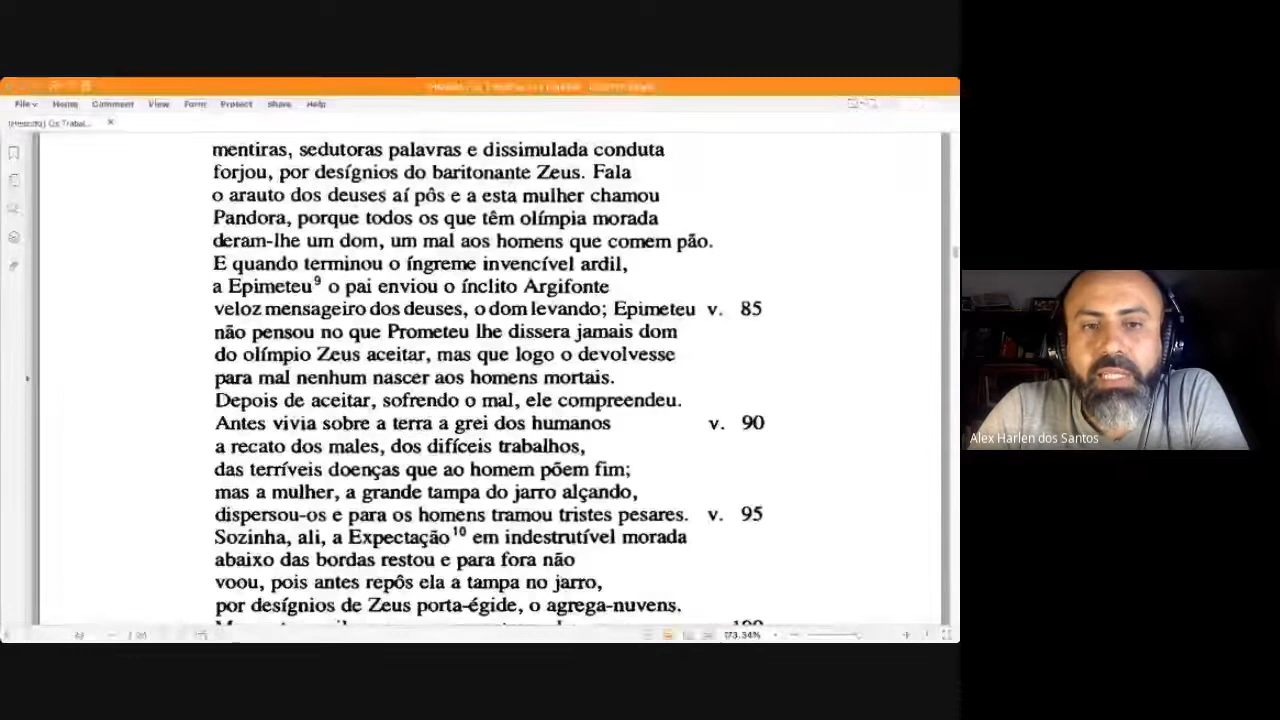 File Home Comment View Form Protect Share Help
mentiras, sedutoras palavras e dissimulada conduta
forjou, por desígnios do baritonante Zeus. Fala
o arauto dos deuses aí pôs e a esta mulher chamou
Pandora, porque todos os que têm olímpia morada
deram-lhe um dom, um mal aos homens que comem pão.
E quando terminou o íngreme invencível ardil,
a Epimeteu⁹ o pai enviou o ínclito Argifonte
veloz mensageiro dos deuses, o dom levando; Epimeteu v. 85
não pensou no que Prometeu lhe dissera jamais dom
do olímpio Zeus aceitar, mas que logo o devolvesse
para mal nenhum nascer aos homens mortais.
Depois de aceitar, sofrendo o mal, ele compreendeu.
Antes vivia sobre a terra a grei dos humanos v. 90
a recato dos males, dos difíceis trabalhos,
das terríveis doenças que ao homem põem fim;
mas a mulher, a grande tampa do jarro alçando,
dispersou-os e para os homens tramou tristes pesares. v. 95
Sozinha, ali, a Expectação¹⁰ em indestrutível morada
abaixo das bordas restou e para fora não
voou, pois antes repôs ela a tampa no jarro,
por desígnios de Zeus porta-égide, o agrega-nuvens.
Alex Harlen dos Santos